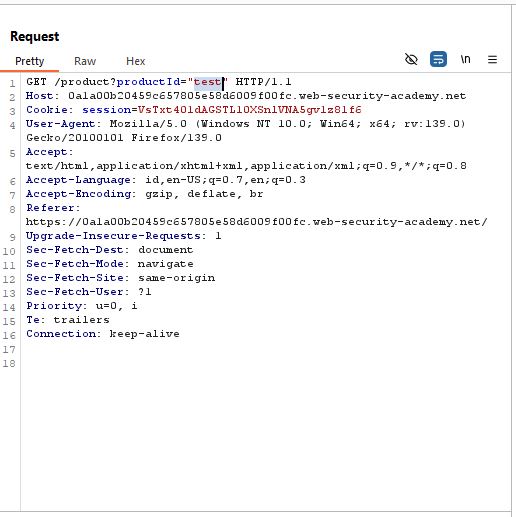 Request
Pretty Raw Hex \n
1 GET /product?productId="test" HTTP/1.1
2 Host: 0a1a00b20459c657805e58d6009f00fc.web-security-academy.net
3 Cookie: session=VsTxt40ldAGSTLl0XSnlVNA5gvlz8lf6
4 User-Agent: Mozilla/5.0 (Windows NT 10.0; Win64; x64; rv:139.0)
Gecko/20100101 Firefox/139.0
5 Accept:
text/html,application/xhtml+xml,application/xml;q=0.9,*/*;q=0.8
6 Accept-Language: id,en-US;q=0.7,en;q=0.3
7 Accept-Encoding: gzip, deflate, br
8 Referer:
https://0a1a00b20459c657805e58d6009f00fc.web-security-academy.net/
9 Upgrade-Insecure-Requests: 1
10 Sec-Fetch-Dest: document
11 Sec-Fetch-Mode: navigate
12 Sec-Fetch-Site: same-origin
13 Sec-Fetch-User: ?1
14 Priority: u=0, i
15 Te: trailers
16 Connection: keep-alive
17
18